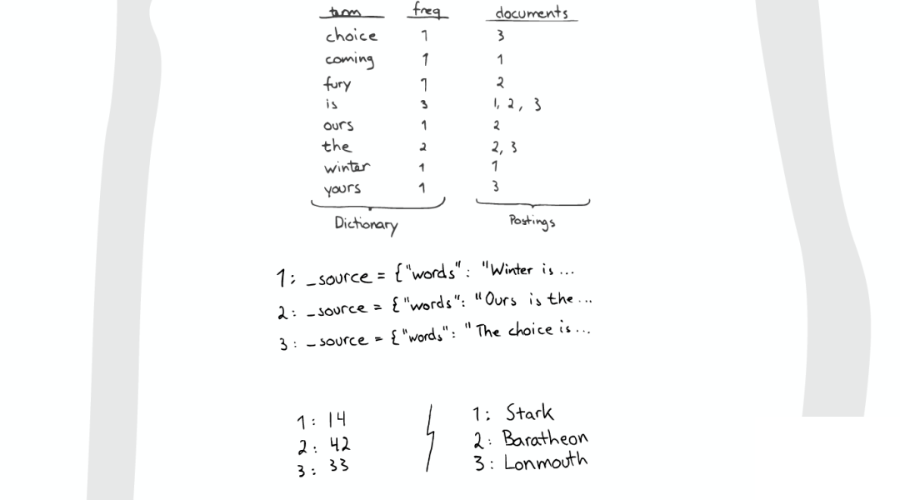 term freq documents
choice 1 3
coming 1 1
fury 1 2
is 3 1, 2, 3
ours 1 2
the 2 2, 3
winter 1 1
yours 1 3
Dictionary Postings
1: _source = {"words": "Winter is ...
2: _source = {"words": "Ours is the...
3: _source = {"words": "The choice is...
1: 14 1: Stark
2: 42 2: Baratheon
3: 33 3: Lonmouth